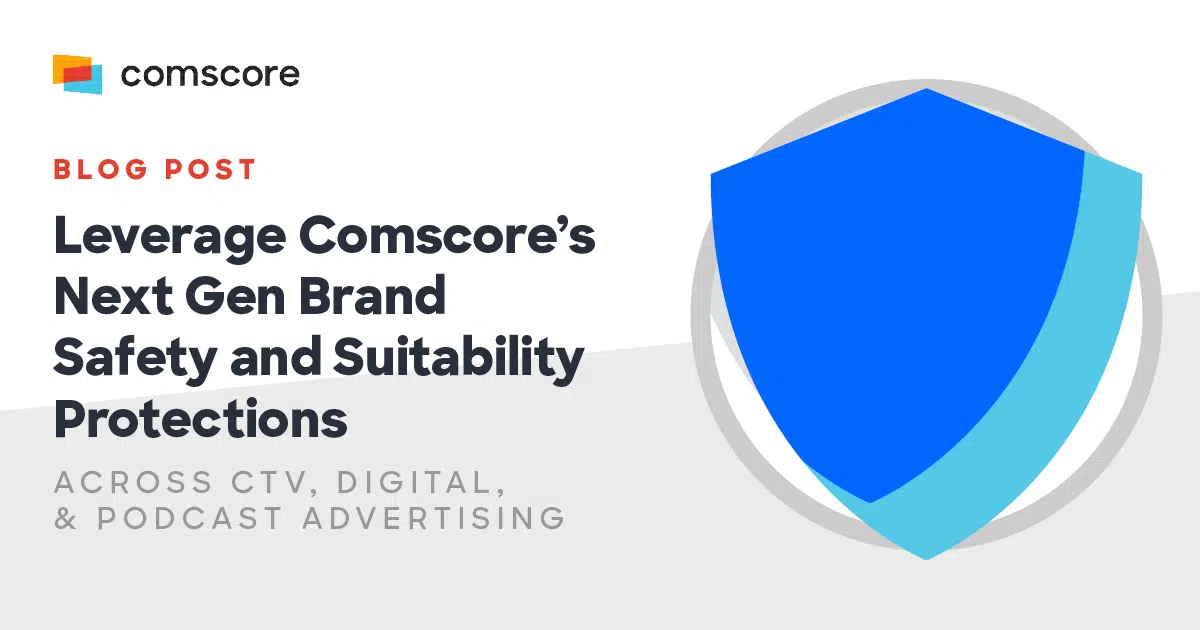 comscore
BLOG POST
Leverage Comscore’s
Next Gen Brand
Safety and Suitability
Protections
ACROSS CTV, DIGITAL,
& PODCAST ADVERTISING